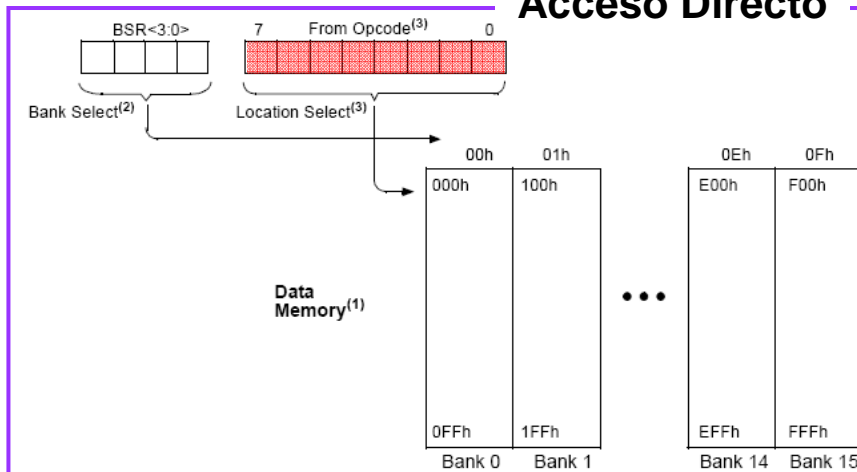 Acceso Directo
BSR<3:0> 7 From Opcode(3) 0
Bank Select(2) Location Select(3)
00h 01h 0Eh 0Fh
000h 100h E00h F00h
Data
Memory(1)
0FFh 1FFh EFFh FFFh
Bank 0 Bank 1 Bank 14 Bank 15